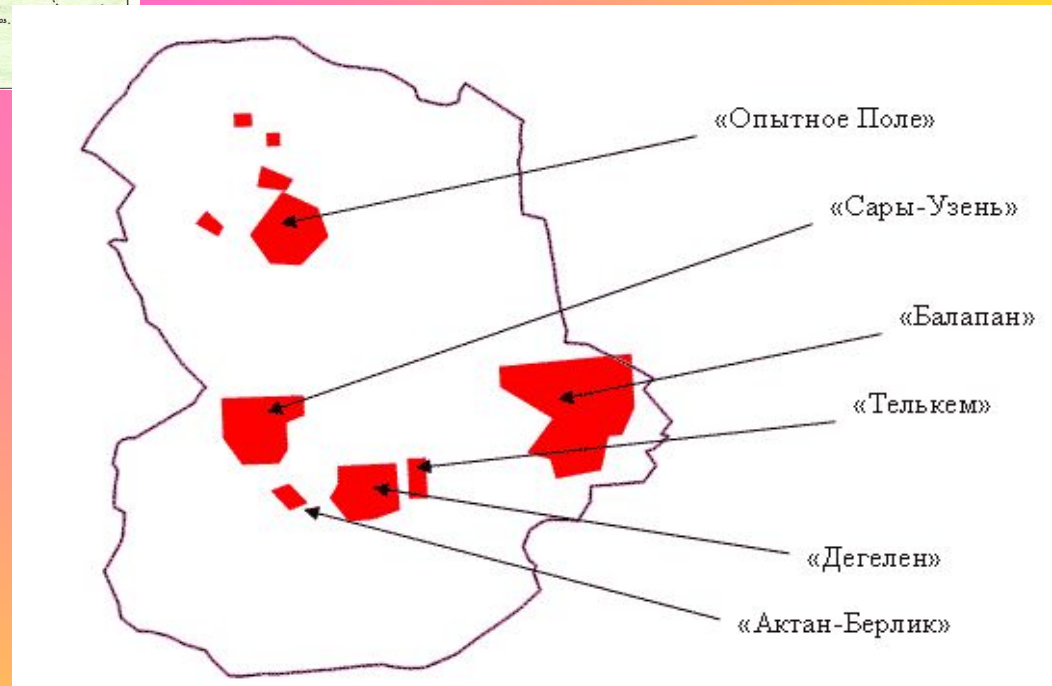 «Опытное Поле»
«Сары-Узень»
«Балапан»
«Телькем»
«Дегелен»
«Актан-Берлик»